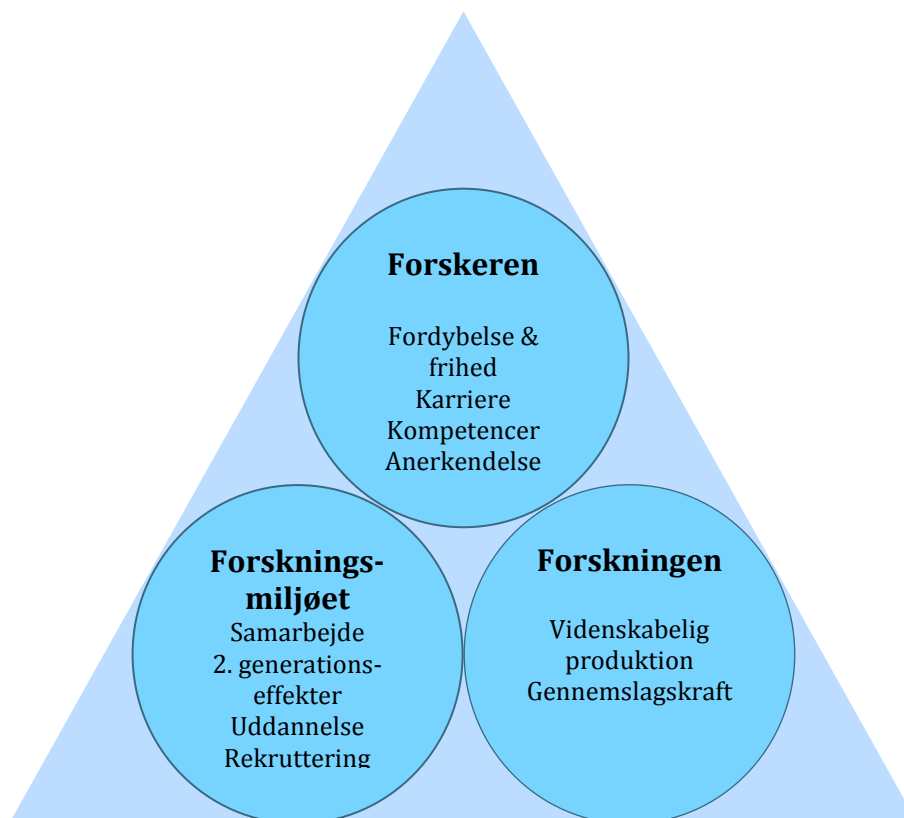 Forskeren
Fordybelse &
frihed
Karriere
Kompetencer
Anerkendelse
Forsknings-
miljøet
Samarbejde
2. generations-
effekter
Uddannelse
Rekruttering
Forskningen
Videnskabelig
produktion
Gennemslagskraft